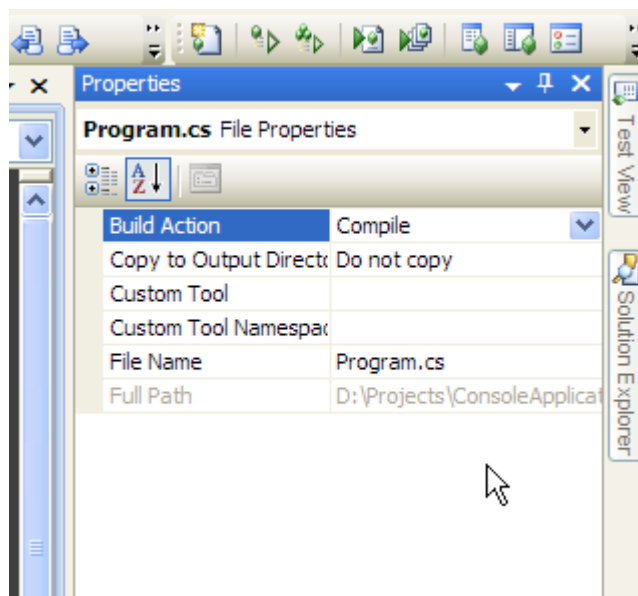 Properties
Program.cs File Properties
Build Action Compile
Copy to Output Directo Do not copy
Custom Tool
Custom Tool Namespac
File Name Program.cs
Full Path D:\Projects\ConsoleApplicat
Test View
Solution Explorer